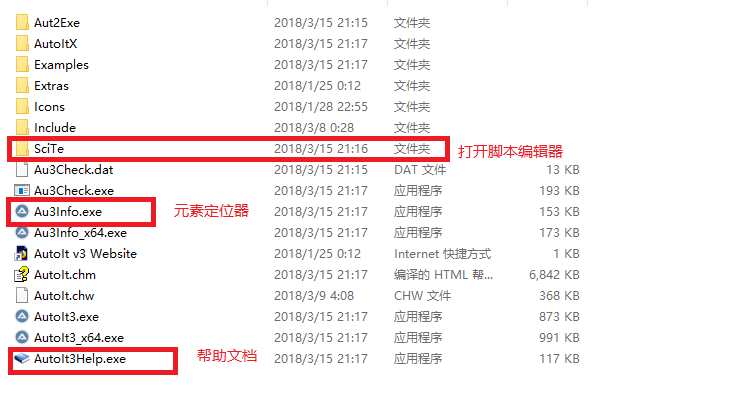 Aut2Exe 2018/3/15 21:15 文件夹
AutoItX 2018/3/15 21:17 文件夹
Examples 2018/3/15 21:17 文件夹
Extras 2018/1/25 0:12 文件夹
Icons 2018/1/28 22:55 文件夹
Include 2018/3/8 0:28 文件夹
SciTe 2018/3/15 21:16 文件夹 打开脚本编辑器
Au3Check.dat 2018/3/15 21:15 DAT 文件 13 KB
Au3Check.exe 2018/3/15 21:17 应用程序 193 KB
Au3Info.exe 元素定位器 2018/3/15 21:17 应用程序 153 KB
Au3Info_x64.exe 2018/3/15 21:17 应用程序 173 KB
AutoIt v3 Website 2018/1/25 0:12 Internet 快捷方式 1 KB
AutoIt.chm 2018/3/15 21:17 编译的 HTML 帮... 6,842 KB
AutoIt.chw 2018/3/9 4:08 CHW 文件 368 KB
AutoIt3.exe 2018/3/15 21:17 应用程序 873 KB
AutoIt3_x64.exe 2018/3/15 21:17 应用程序 991 KB
AutoIt3Help.exe 帮助文档 2018/3/15 21:17 应用程序 117 KB